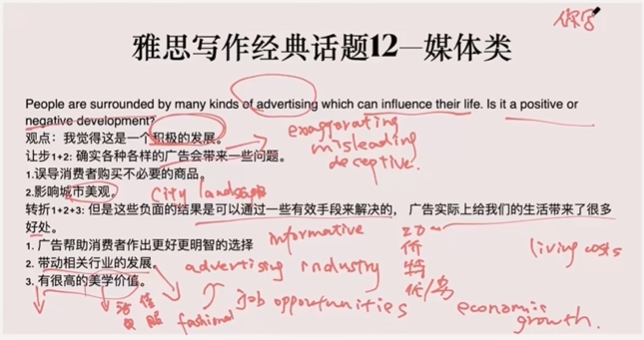 雅思写作经典话题12—媒体类
People are surrounded by many kinds of advertising which can influence their life. Is it a positive or
negative development?
观点：我觉得这是一个积极的发展。
exaggorating
misleading
deceptive.
让步1+2: 确实各种各样的广告会带来一些问题。
1.误导消费者购买不必要的商品。
2.影响城市美观。
city landscape
转折1+2+3: 但是这些负面的结果是可以通过一些有效手段来解决的， 广告实际上给我们的生活带来了很多
好处。
informative
1. 广告帮助消费者作出更好更明智的选择
living costs
2. 带动相关行业的发展。
advertising industry
3. 有很高的美学价值。
job opportunities
economic
growth.